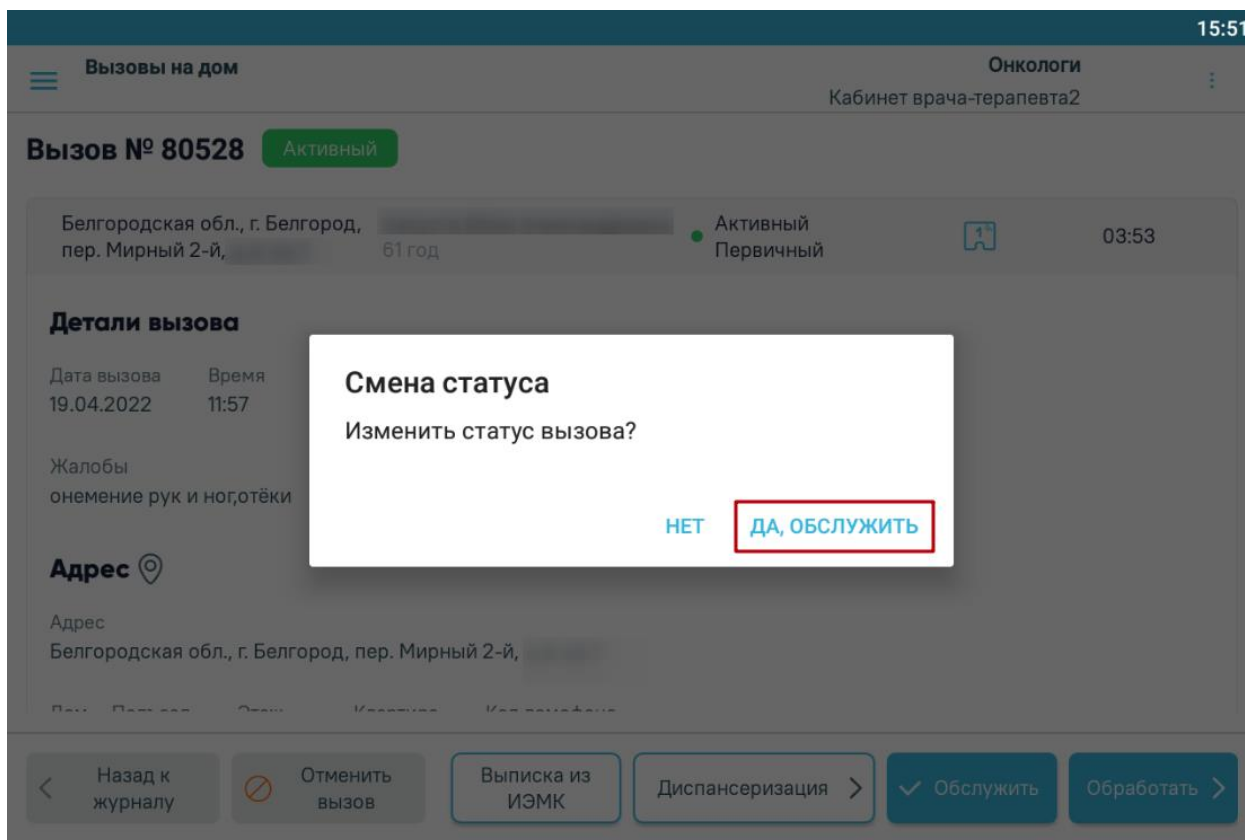 15:51
Вызовы на дом
Онкологи
Кабинет врача-терапевта2
Вызов № 80528 Активный
Белгородская обл., г. Белгород,
пер. Мирный 2-й,
61 год
Активный
Первичный
1
03:53
Детали вызова
Дата вызова Время
19.04.2022 11:57
Жалобы
онемение рук и ног,отёки
Смена статуса
Изменить статус вызова?
НЕТ ДА, ОБСЛУЖИТЬ
Адрес
Адрес
Белгородская обл., г. Белгород, пер. Мирный 2-й,
Назад к
журналу
Отменить
вызов
Выписка из
ИЭМК
Диспансеризация
Обслужить
Обработать